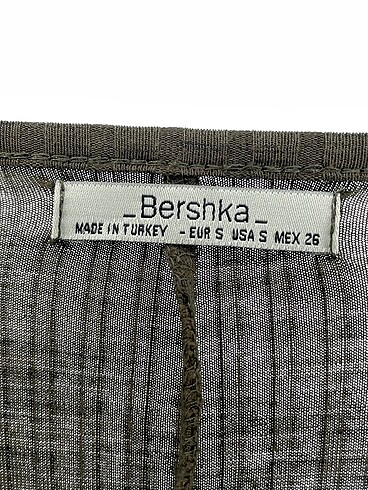 _Bershka_
MADE IN TURKEY - EUR S USA S MEX 26